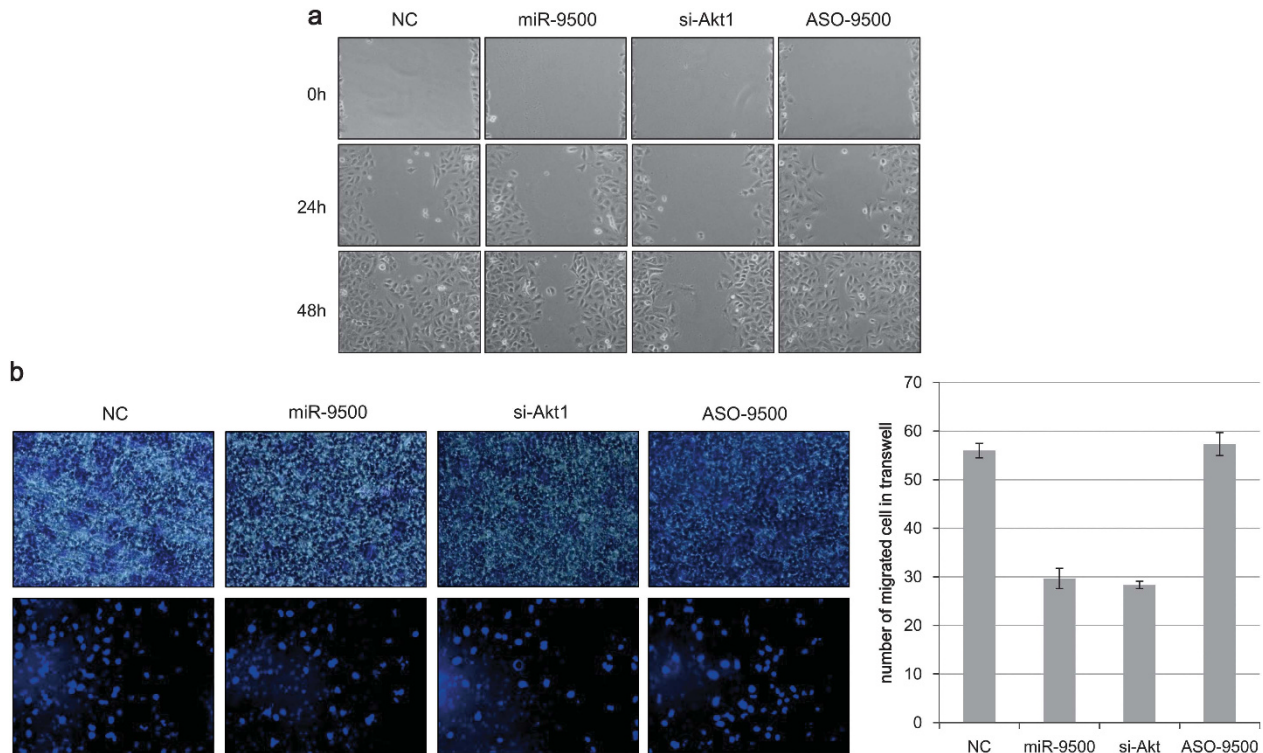 a
NC miR-9500 si-Akt1 ASO-9500
0h
24h
48h
b
NC miR-9500 si-Akt1 ASO-9500
number of migrated cell in transwell
70
60
50
40
30
20
10
0
NC miR-9500 si-Akt ASO-9500